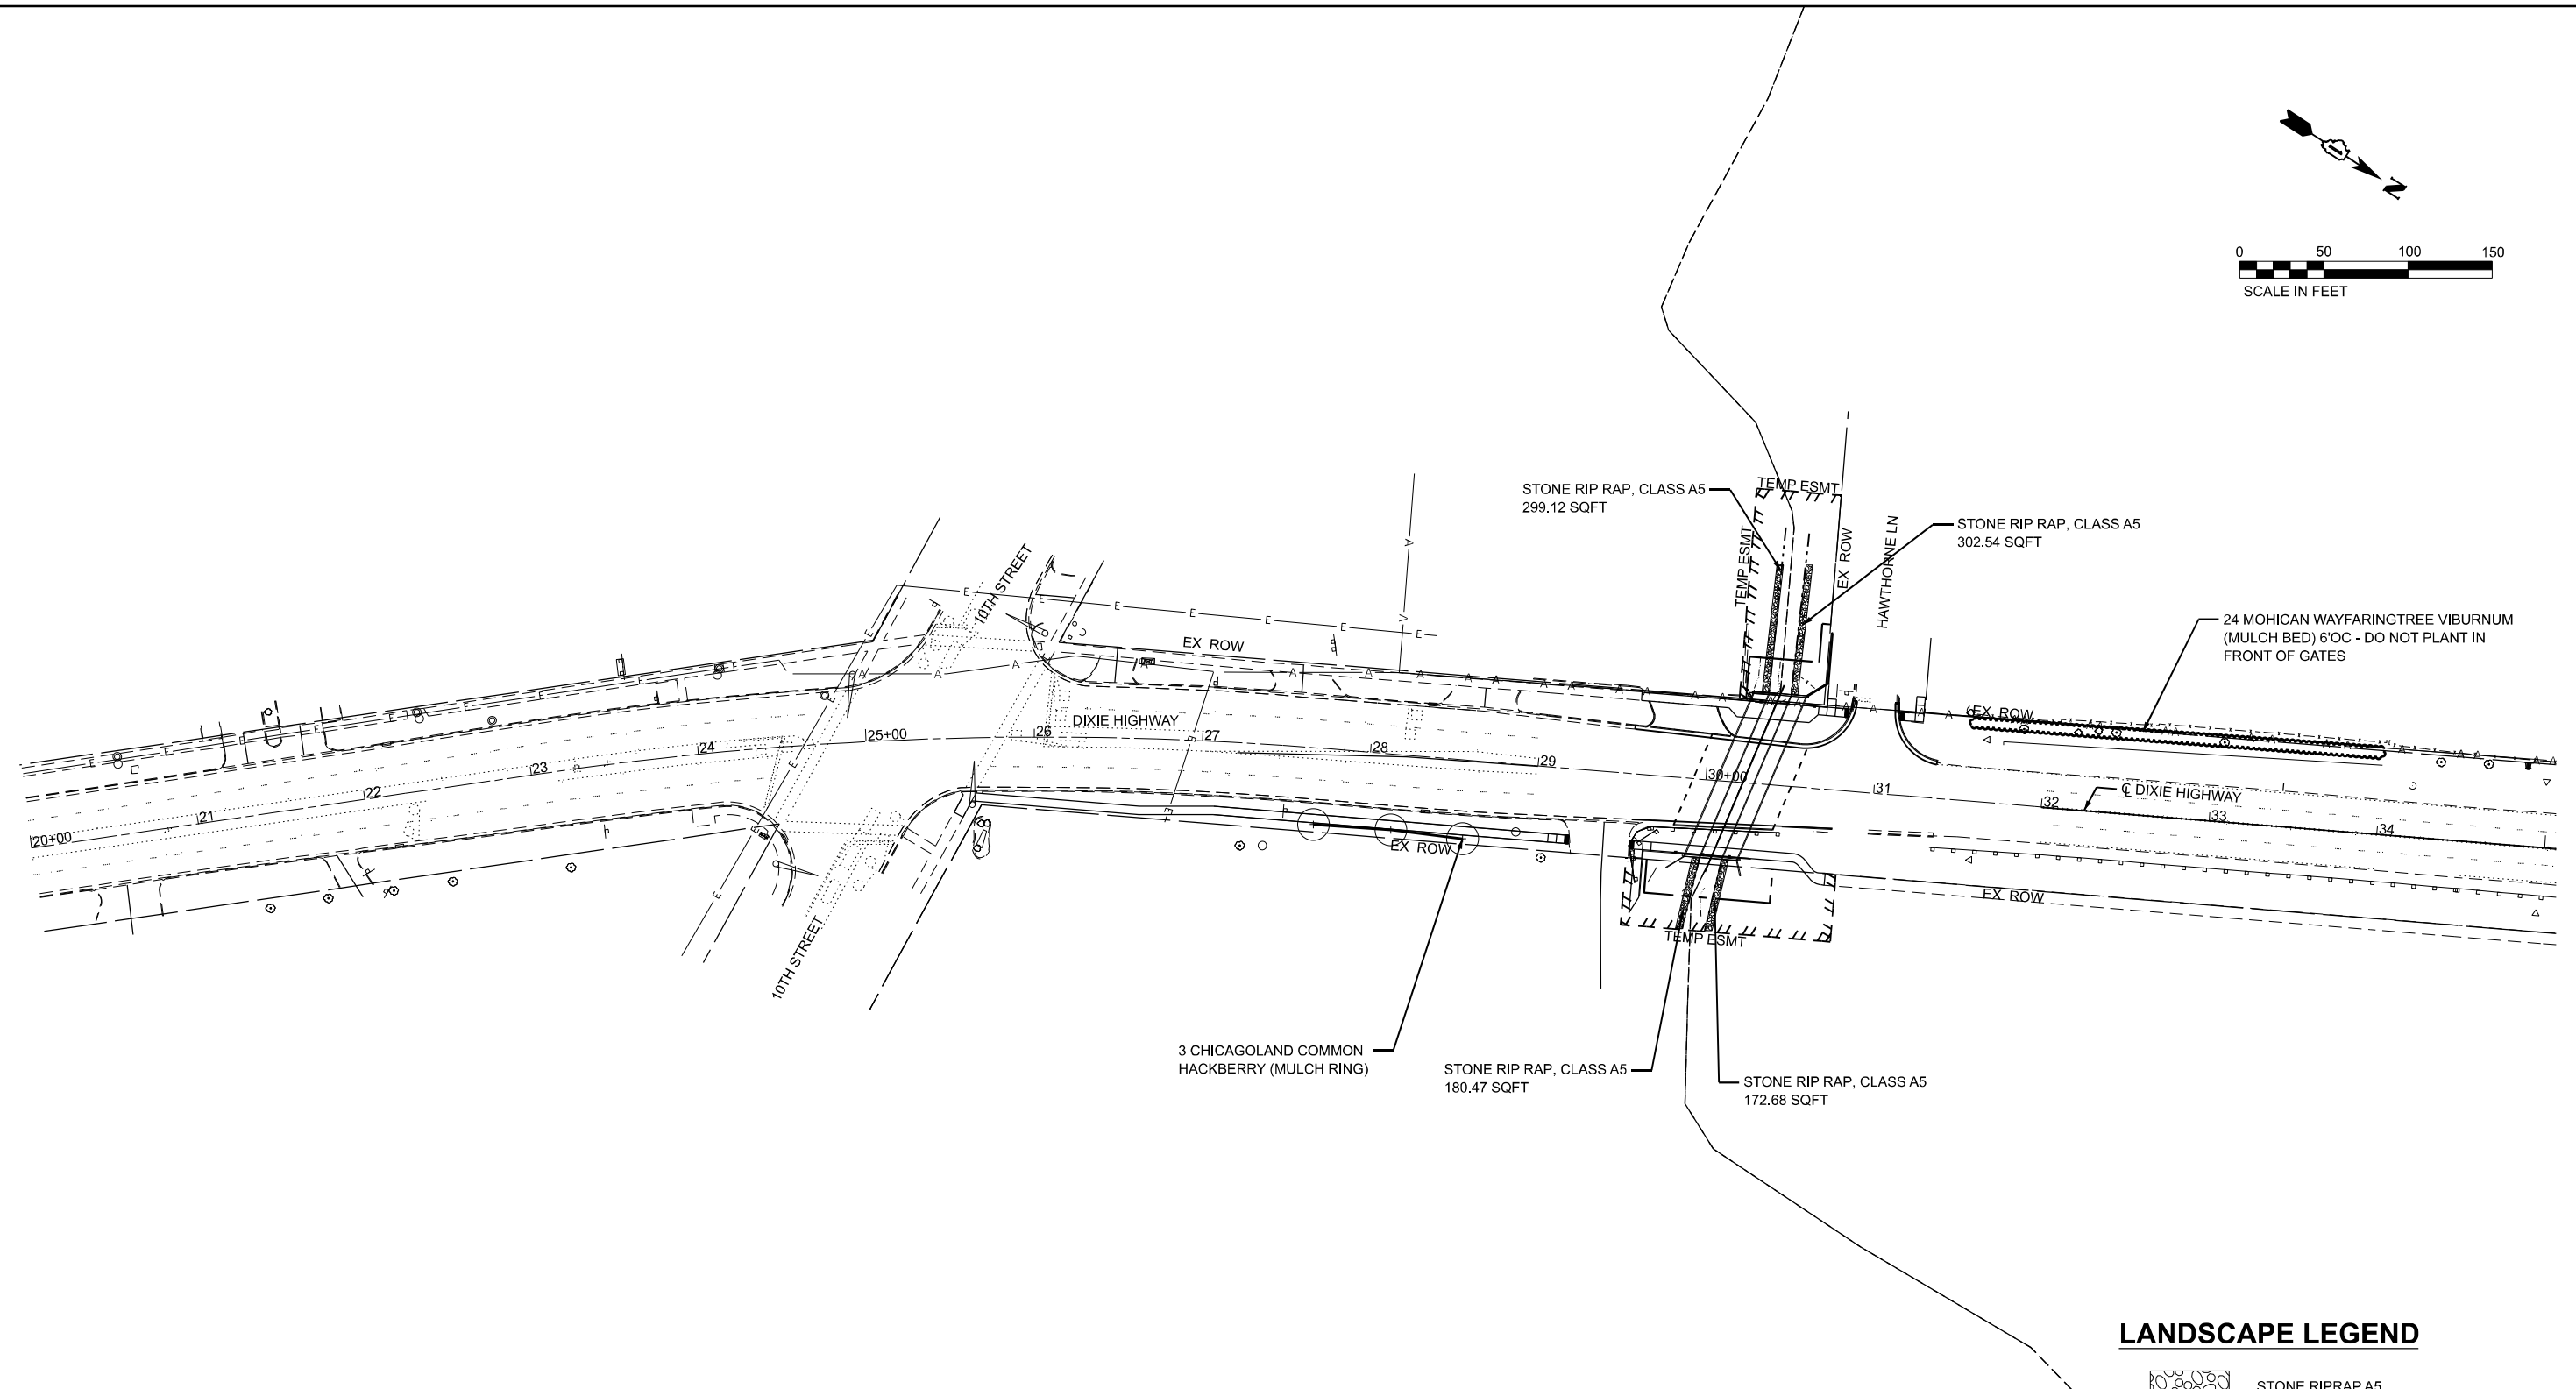 N
0 50 100 150
SCALE IN FEET
STONE RIP RAP, CLASS A5
299.12 SQFT
TEMP ESMT
TEMP ESMT
EX ROW
HAWTHORNE LN
STONE RIP RAP, CLASS A5
302.54 SQFT
24 MOHICAN WAYFARINGTREE VIBURNUM
(MULCH BED) 6'OC - DO NOT PLANT IN
FRONT OF GATES
10TH STREET
EX ROW
EX ROW
DIXIE HIGHWAY
20+00 21 22 23 24 25+00 26 27 28 29 30+00 31 32 33 34
℄ DIXIE HIGHWAY
EX ROW
EX ROW
TEMP ESMT
10TH STREET
3 CHICAGOLAND COMMON
HACKBERRY (MULCH RING)
STONE RIP RAP, CLASS A5
180.47 SQFT
STONE RIP RAP, CLASS A5
172.68 SQFT
LANDSCAPE LEGEND
STONE RIPRAP A5